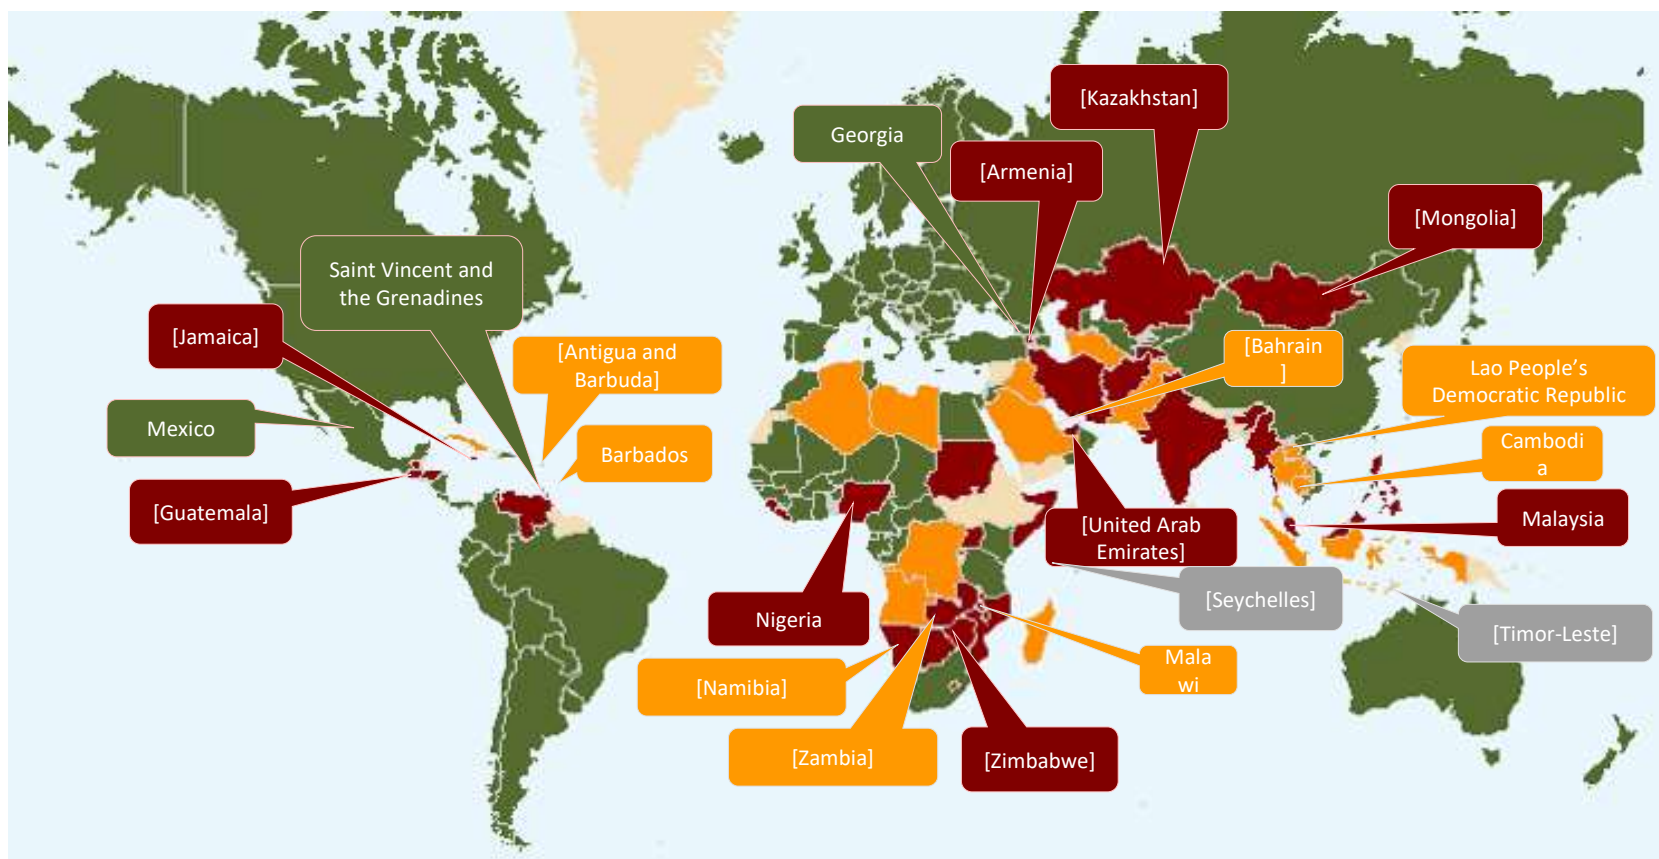 [Kazakhstan]
Georgia
[Armenia]
[Mongolia]
Saint Vincent and
the Grenadines
[Jamaica]
[Antigua and
Barbuda]
[Bahrain
]
Lao People’s
Democratic Republic
Mexico
Barbados
Cambodi
a
[Guatemala]
Malaysia
[United Arab
Emirates]
[Seychelles]
Nigeria
[Timor-Leste]
Mala
wi
[Namibia]
[Zambia]
[Zimbabwe]